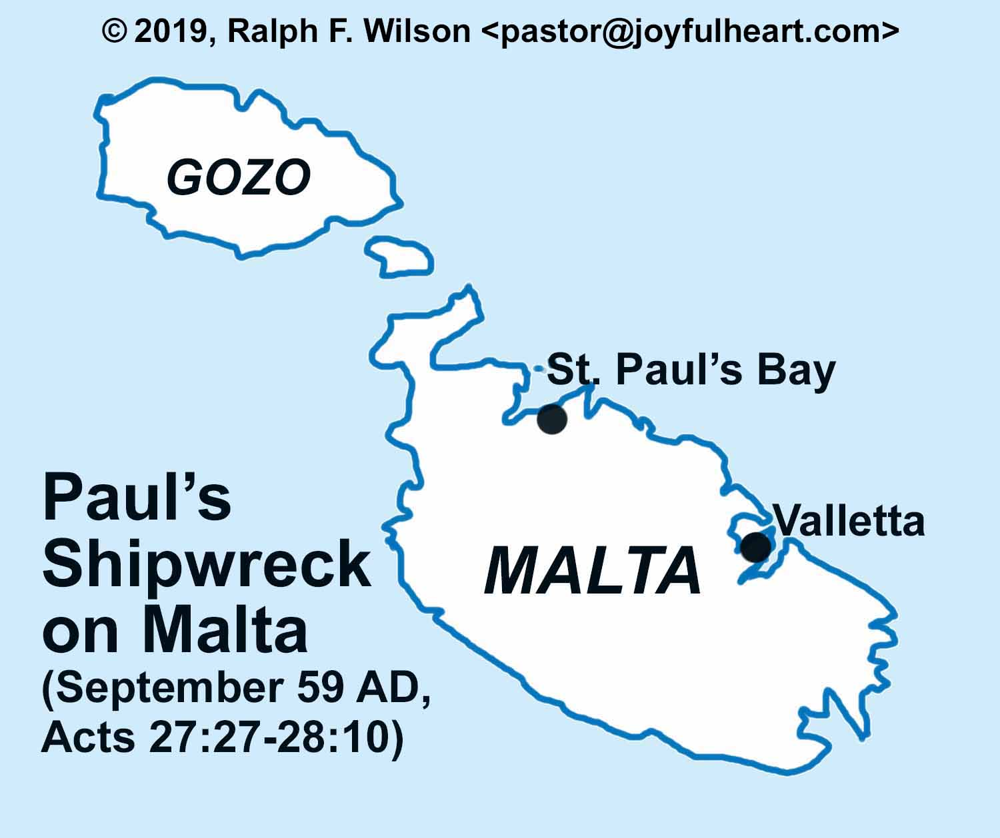 © 2019, Ralph F. Wilson <pastor@joyfulheart.com>
GOZO
St. Paul’s Bay
Valletta
MALTA
Paul’s
Shipwreck
on Malta
(September 59 AD,
Acts 27:27-28:10)